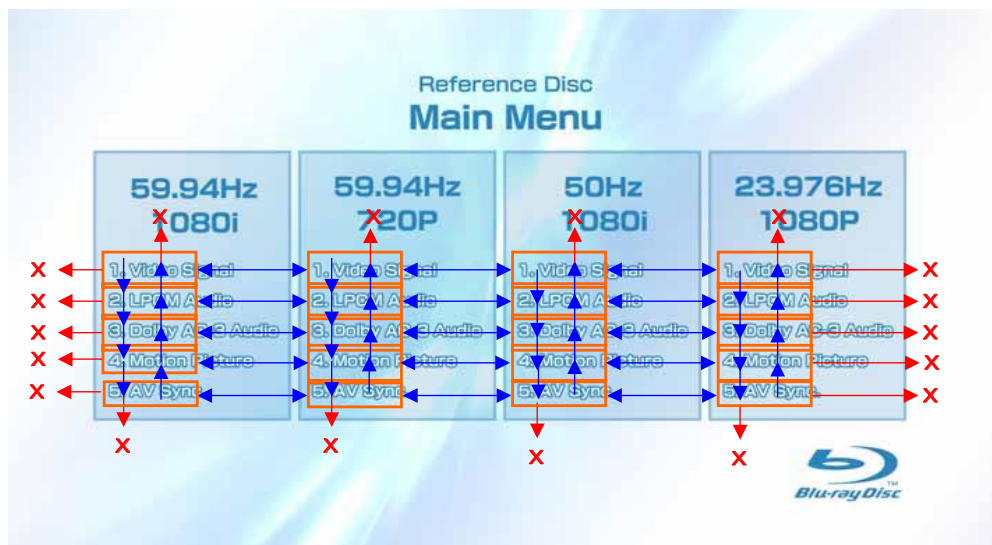 Reference Disc
Main Menu
59.94Hz
1080i
1. Video Signal
2. LPCM Audio
3. Dolby AC-3 Audio
4. Motion Picture
5. AV Sync.
59.94Hz
720P
1. Video Signal
2. LPCM Audio
3. Dolby AC-3 Audio
4. Motion Picture
5. AV Sync.
50Hz
1080i
1. Video Signal
2. LPCM Audio
3. Dolby AC-3 Audio
4. Motion Picture
5. AV Sync.
23.976Hz
1080P
1. Video Signal
2. LPCM Audio
3. Dolby AC-3 Audio
4. Motion Picture
5. AV Sync.
x x x x
x x
x x
x x
x x
x x
x x x x
Blu-ray Disc™